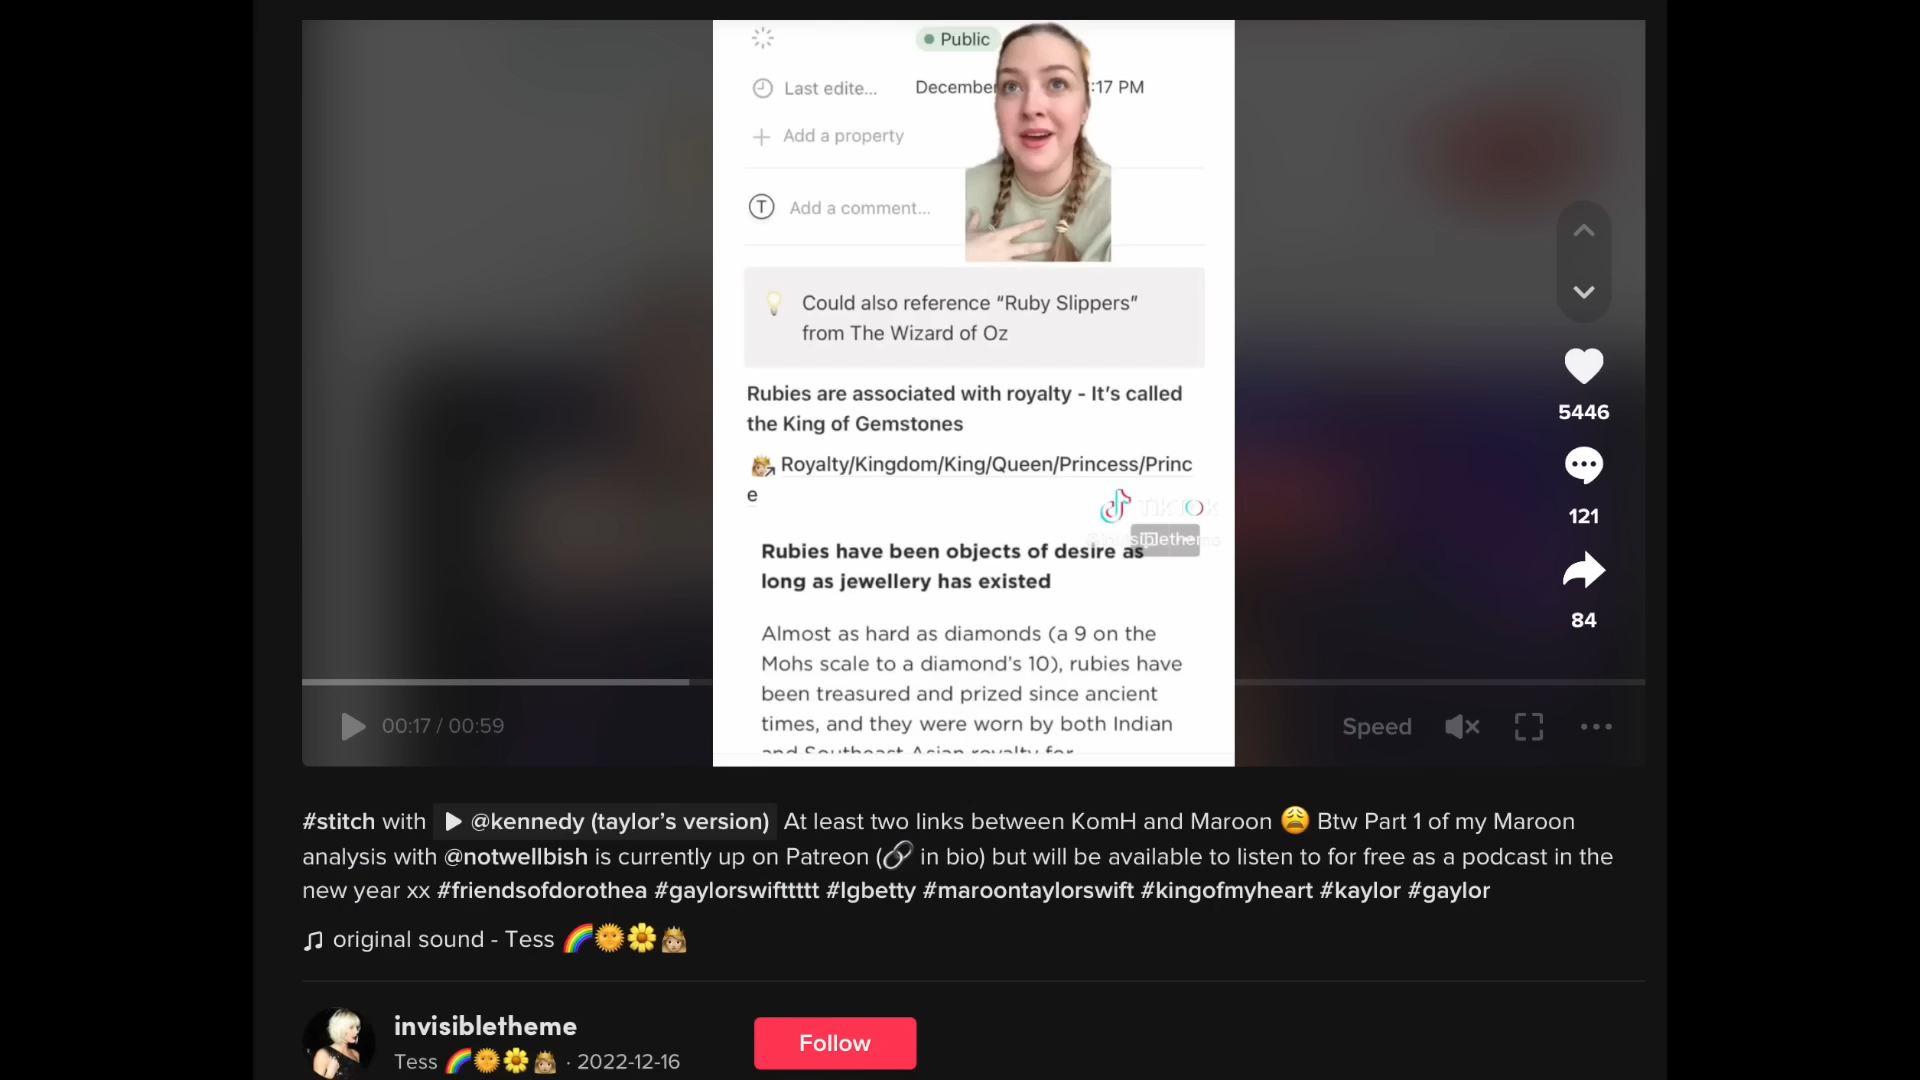 Public
Last edite... December :17 PM
Add a property
T Add a comment...
Could also reference “Ruby Slippers”
from The Wizard of Oz
Rubies are associated with royalty - It’s called
the King of Gemstones
Royalty/Kingdom/King/Queen/Princess/Princ
e
TikTok
Rubies have been objects of desire as
long as jewellery has existed
Almost as hard as diamonds (a 9 on the
Mohs scale to a diamond’s 10), rubies have
been treasured and prized since ancient
times, and they were worn by both Indian
and Southeast Asian royalty for
5446
121
84
00:17 / 00:59
Speed
#stitch with @kennedy (taylor’s version) At least two links between KomH and Maroon 😩 Btw Part 1 of my Maroon
analysis with @notwellbish is currently up on Patreon (🔗 in bio) but will be available to listen to for free as a podcast in the
new year xx #friendsofdorothea #gaylorswifttttt #lgbetty #maroontaylorswift #kingofmyheart #kaylor #gaylor
original sound - Tess 🌈🌞🌼👸🏼
invisibletheme
Tess 🌈🌞🌼👸🏼 · 2022-12-16
Follow